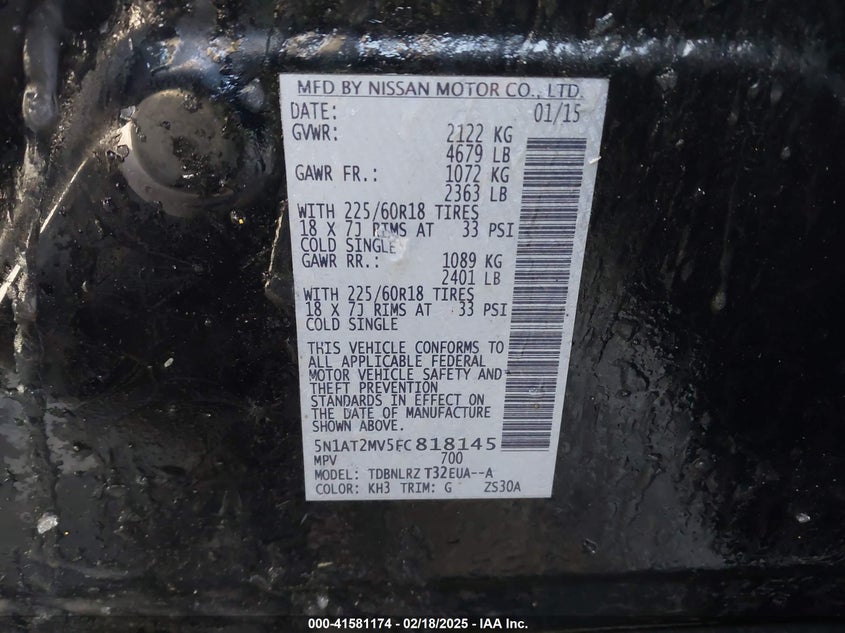 MFD BY NISSAN MOTOR CO., LTD.
DATE: 01/15
GVWR: 2122 KG
4679 LB
GAWR FR.: 1072 KG
2363 LB
WITH 225/60R18 TIRES
18 X 7J RIMS AT 33 PSI
COLD SINGLE
GAWR RR.: 1089 KG
2401 LB
WITH 225/60R18 TIRES
18 X 7J RIMS AT 33 PSI
COLD SINGLE
THIS VEHICLE CONFORMS TO
ALL APPLICABLE FEDERAL
MOTOR VEHICLE SAFETY AND
THEFT PREVENTION
STANDARDS IN EFFECT ON
THE DATE OF MANUFACTURE
SHOWN ABOVE.
5N1AT2MV5FC818145
MPV 700
MODEL: TDBNLRZ T32EUA--A
COLOR: KH3 TRIM: G ZS30A
000-41581174 - 02/18/2025 - IAA Inc.